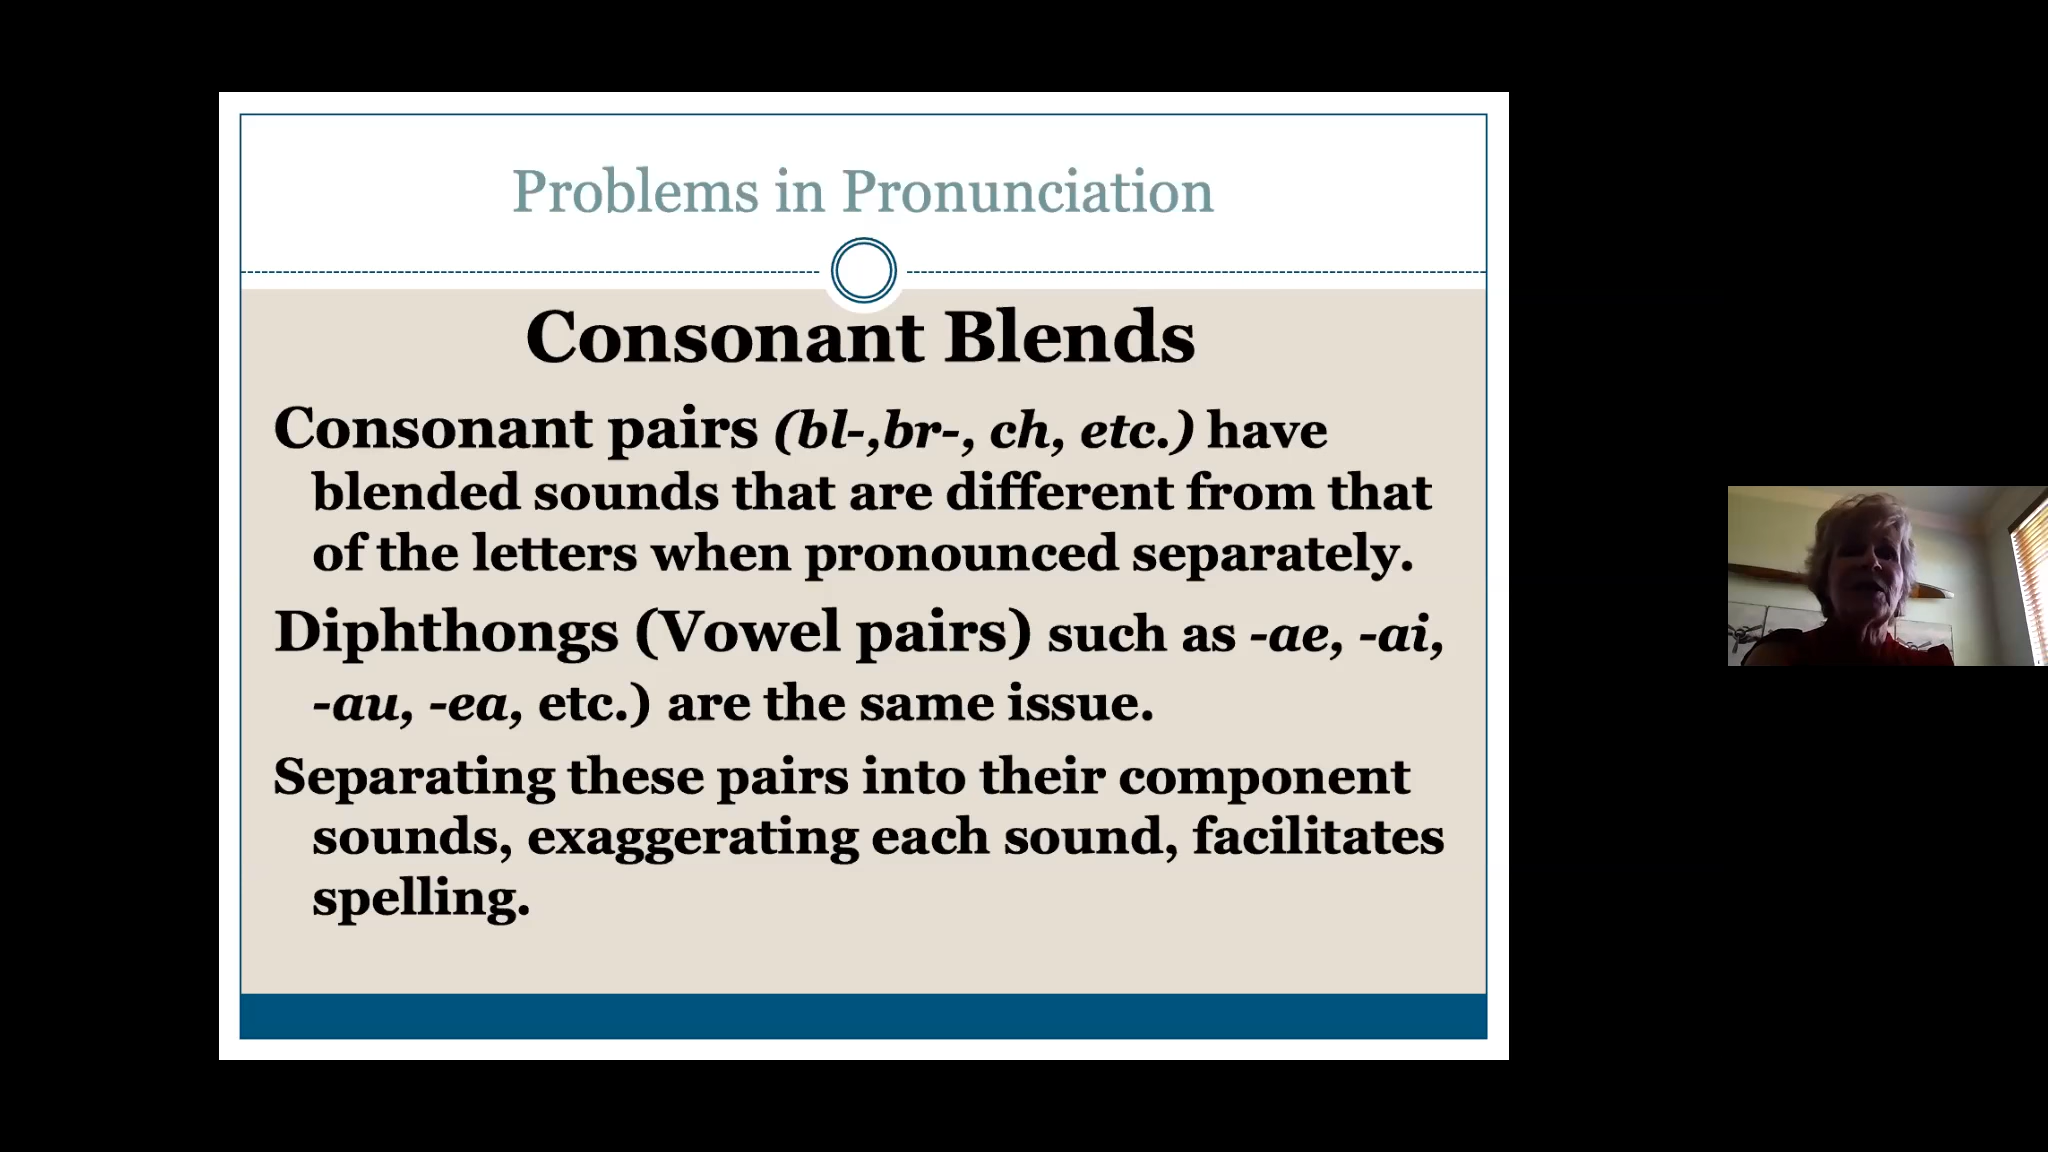 Problems in Pronunciation
Consonant Blends
Consonant pairs (bl-,br-, ch, etc.) have
blended sounds that are different from that
of the letters when pronounced separately.
Diphthongs (Vowel pairs) such as -ae, -ai,
-au, -ea, etc.) are the same issue.
Separating these pairs into their component
sounds, exaggerating each sound, facilitates
spelling.